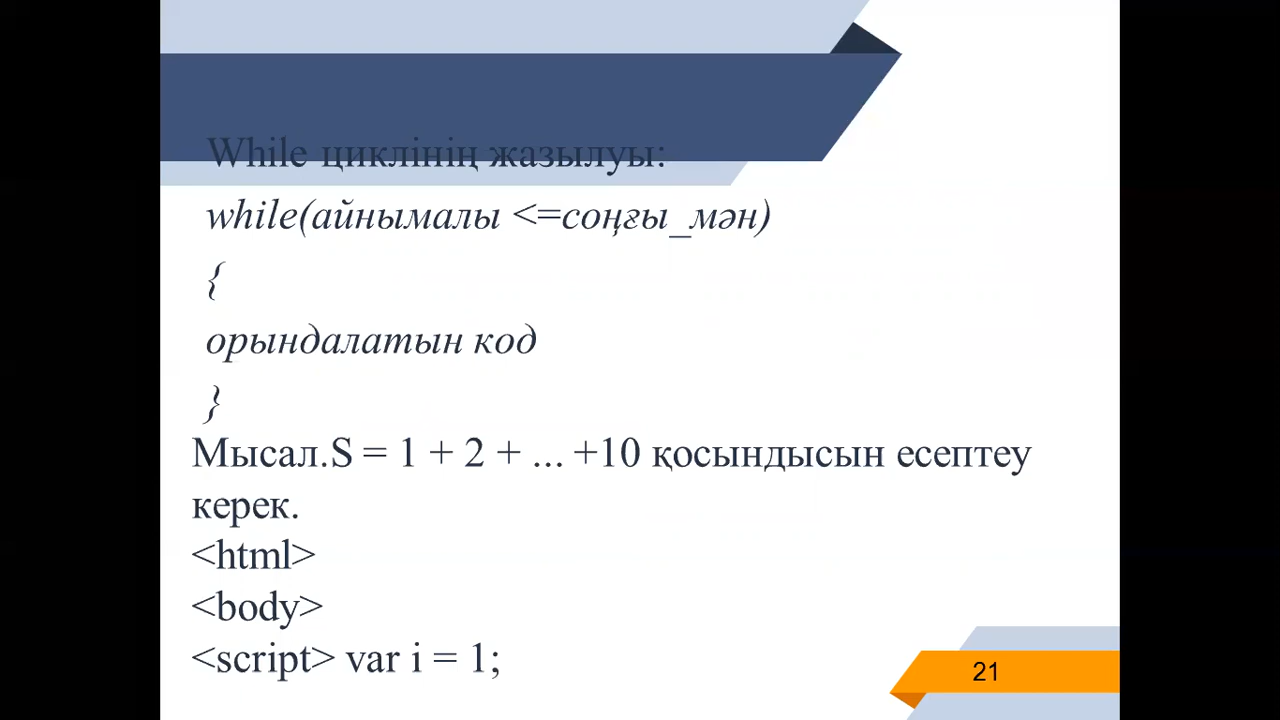 While циклінің жазылуы:
while(айнымалы <=соңғы_мән)
{
орындалатын код
}
Мысал.S = 1 + 2 + ... +10 қосындысын есептеу
керек.
<html>
<body>
<script> var i = 1;
21